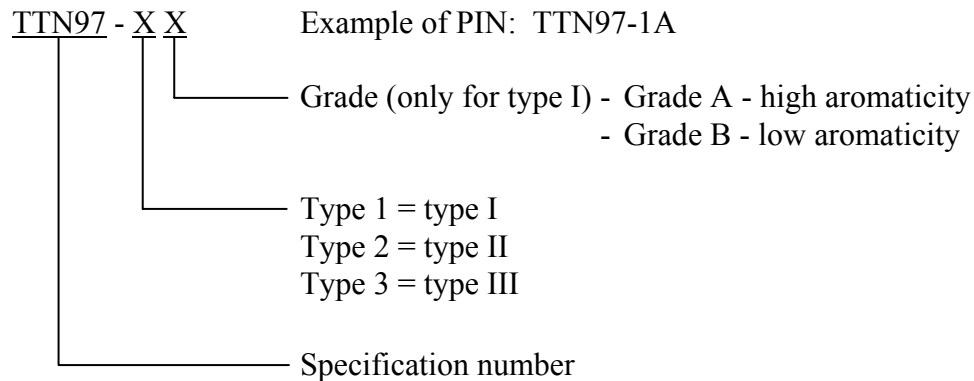 TTN97 - X X Example of PIN: TTN97-1A
Grade (only for type I) - Grade A - high aromaticity
- Grade B - low aromaticity
Type 1 = type I
Type 2 = type II
Type 3 = type III
Specification number